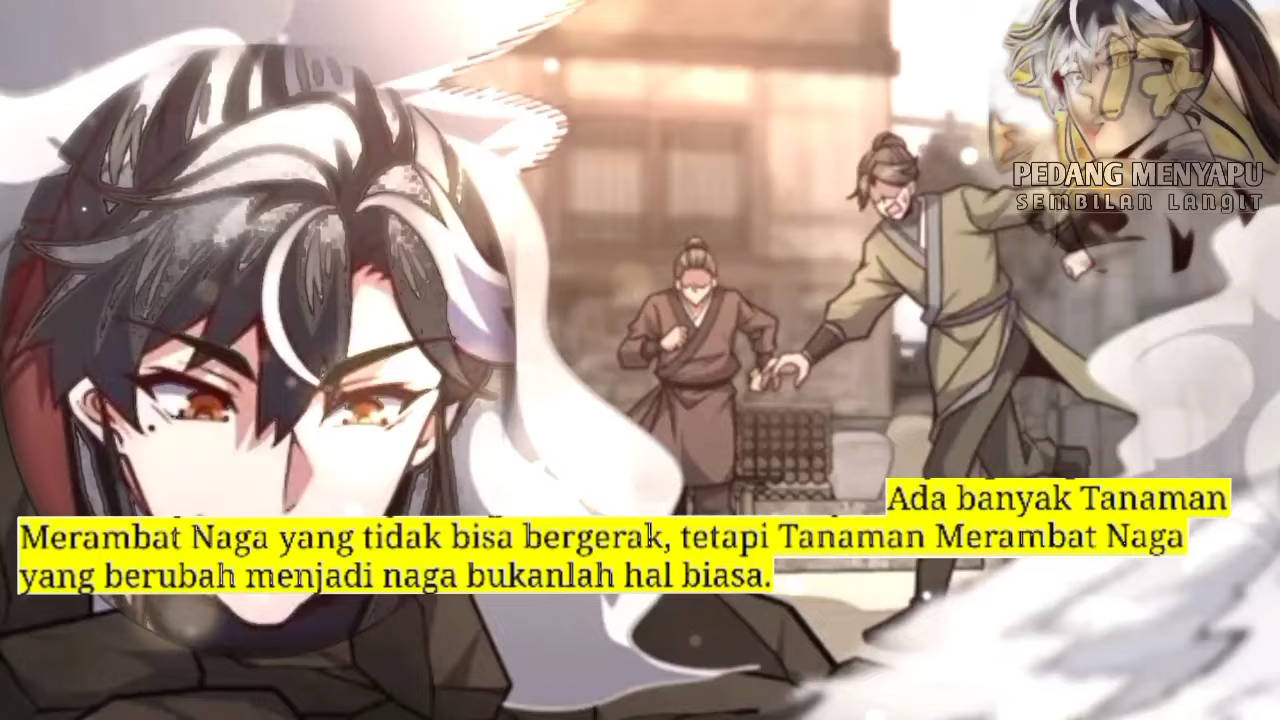 PEDANG MENYAPU
SEMBILAN LANGIT
Ada banyak Tanaman
Merambat Naga yang tidak bisa bergerak, tetapi Tanaman Merambat Naga
yang berubah menjadi naga bukanlah hal biasa.